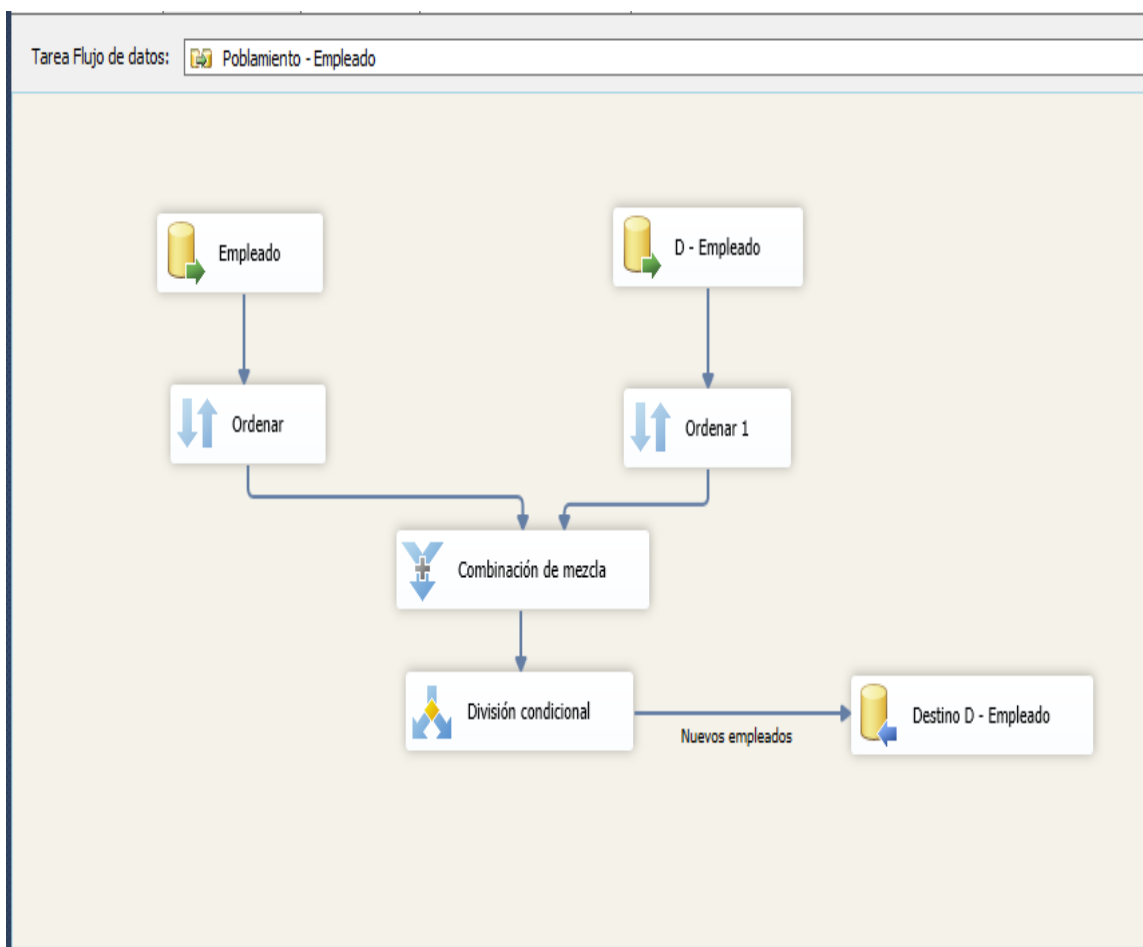 Tarea Flujo de datos: Poblamiento - Empleado
Empleado
D - Empleado
Ordenar
Ordenar 1
Combinación de mezcla
División condicional
Nuevos empleados
Destino D - Empleado